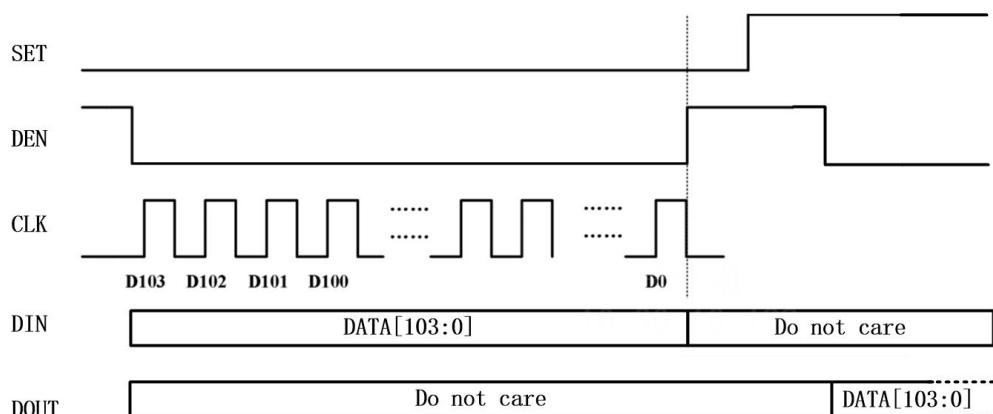 SET
DEN
CLK
...... ......
...... ......
D103 D102 D101 D100 D0
DIN DATA[103:0] Do not care
DOUT Do not care DATA[103:0]